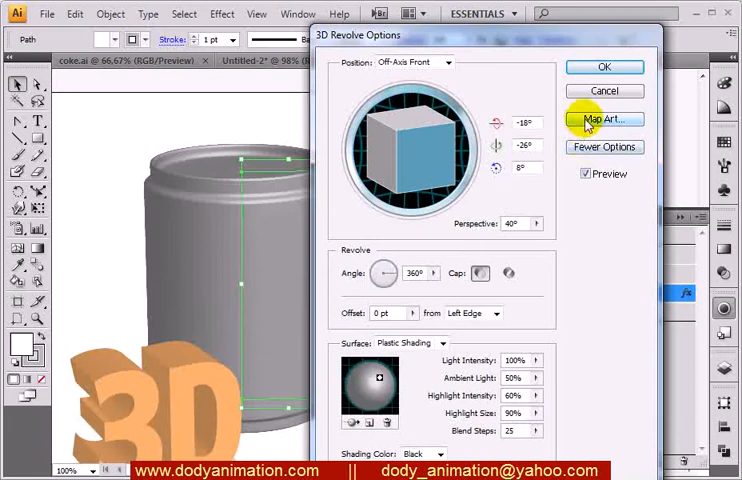 Ai File Edit Object Type Select Effect View Window Br ESSENTIALS
Path Stroke: 1 pt
coke.ai @ 66,67% (RGB/Preview) Untitled-2* @ 98% (R
3D Revolve Options
Position: Off-Axis Front
OK
Cancel
Map Art...
Fewer Options
Preview
-18°
-26°
8°
Perspective: 40°
Revolve
Angle: 360° Cap:
Offset: 0 pt from Left Edge
Surface: Plastic Shading
Light Intensity: 100%
Ambient Light: 50%
Highlight Intensity: 60%
Highlight Size: 90%
Blend Steps: 25
Shading Color: Black
fx
3D
100%
www.dodyanimation.com || dody_animation@yahoo.com